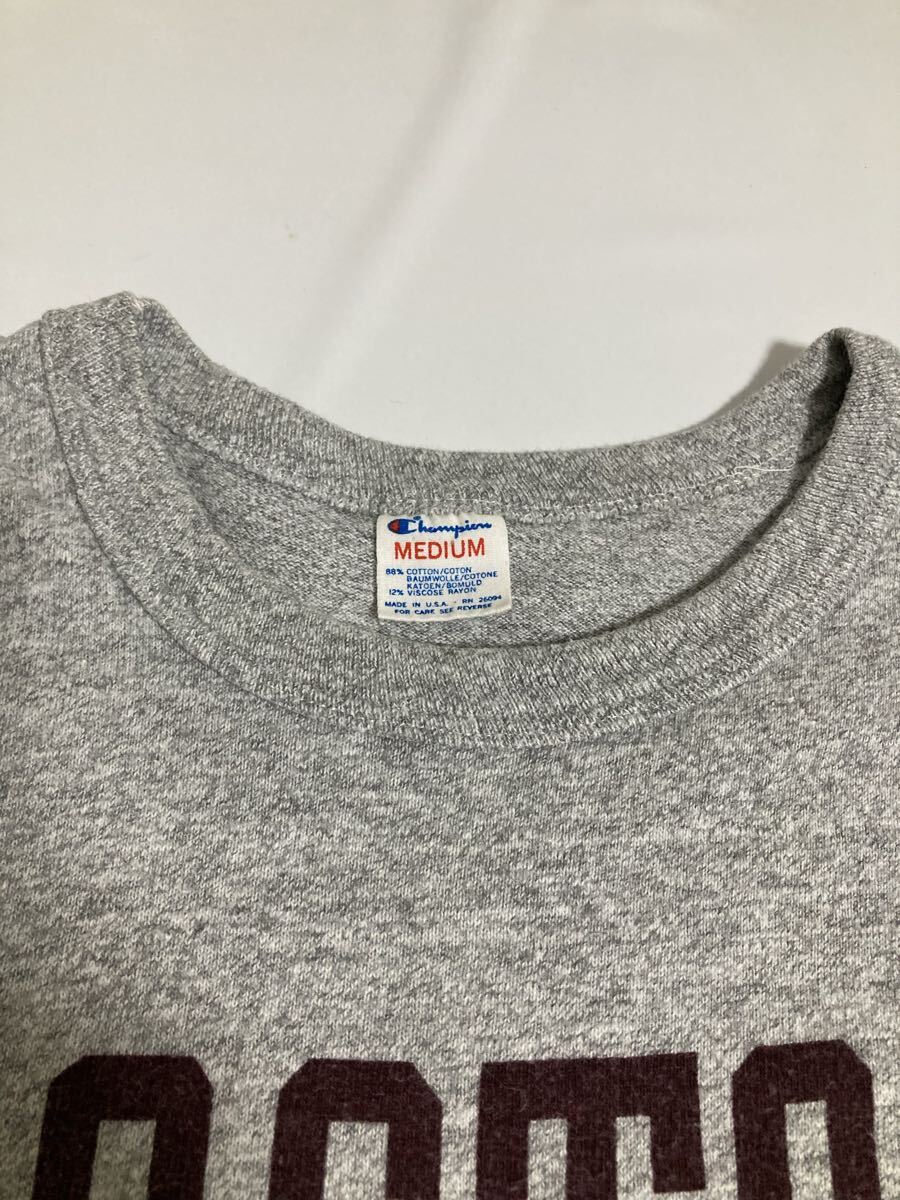 Champion
MEDIUM
88% COTTON/COTON
BAUMWOLLE/COTONE
KATOEN/BOMULD
12% VISCOSE RAYON
MADE IN U.S.A. - RN 26094
FOR CARE SEE REVERSE